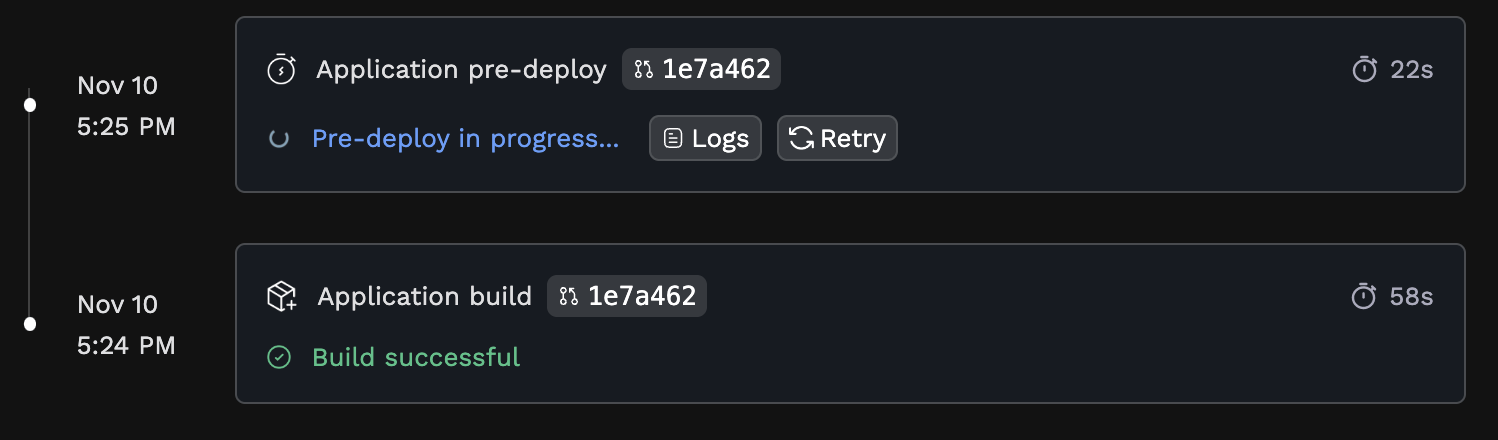 Nov 10
5:25 PM
Application pre-deploy 1e7a462 22s
Pre-deploy in progress... Logs Retry
Nov 10
5:24 PM
Application build 1e7a462 58s
Build successful